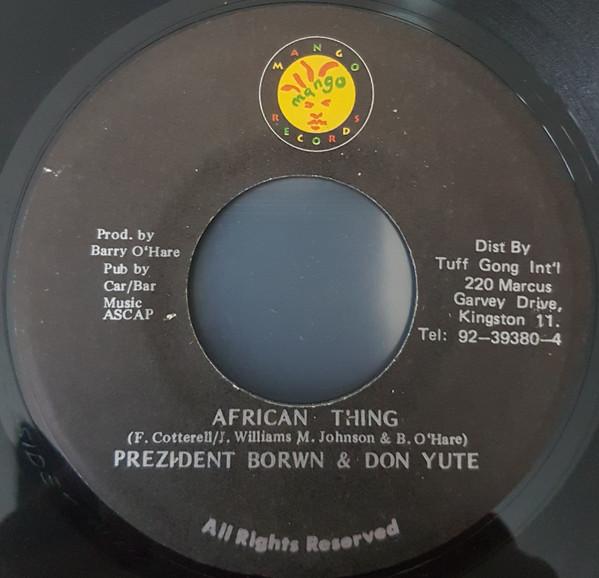 MANGO
mango
RECORDS
Prod. by
Barry O'Hare
Pub by
Car/Bar
Music
ASCAP
Dist By
Tuff Gong Int'l
220 Marcus
Garvey Drive,
Kingston 11.
Tel: 92-39380-4
AFRICAN THING
(F. Cotterell/J. Williams M. Johnson & B. O'Hare)
PREZIDENT BORWN & DON YUTE
All Rights Reserved